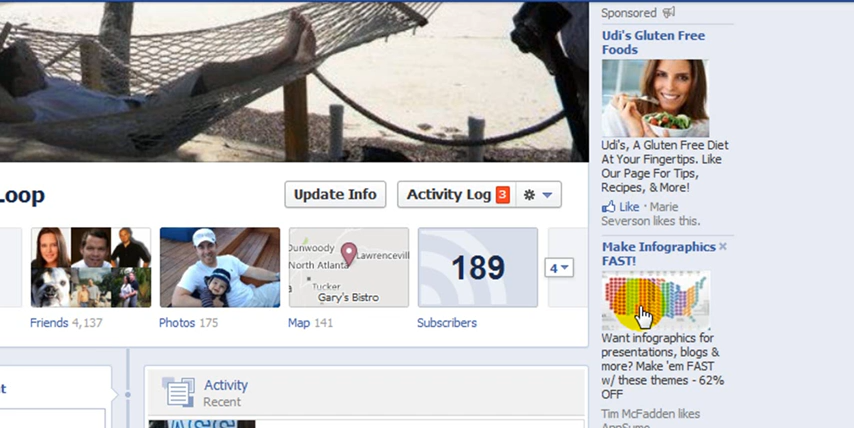 Sponsored
Udi's Gluten Free
Foods
Udi's, A Gluten Free Diet
At Your Fingertips. Like
Our Page For Tips,
Recipes, & More!
Like · Marie
Severson likes this.
Make Infographics
FAST!
Want infographics for
presentations, blogs &
more? Make 'em FAST
w/ these themes - 62%
OFF
Tim McFadden likes
AppSumo
Loop
Update Info
Activity Log 3
Dunwoody
Lawrencevill
North Atlanta
Tucker
Gary's Bistro
189
4
Friends 4,137
Photos 175
Map 141
Subscribers
Activity
Recent